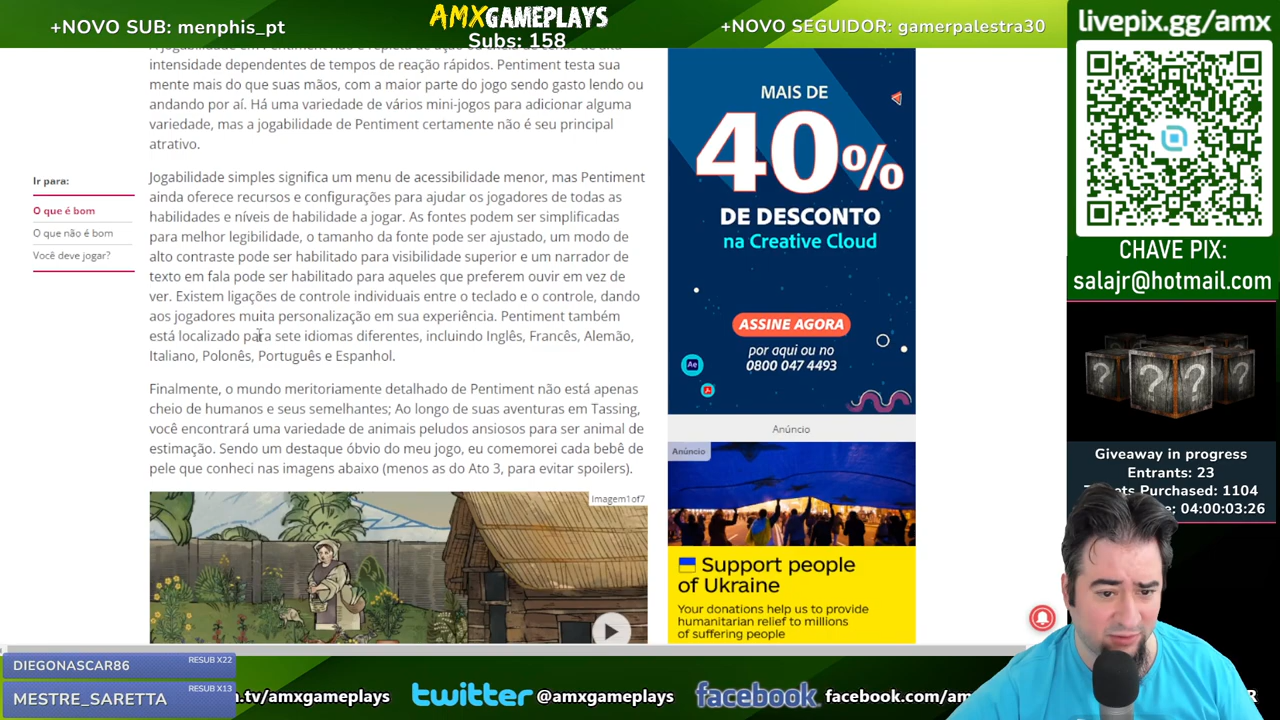 +NOVO SUB: menphis_pt
AMXGAMEPLAYS
Subs: 158
+NOVO SEGUIDOR: gamerpalestra30
livepix.gg/amx
intensidade dependentes de tempos de reação rápidos. Pentiment testa sua
mente mais do que suas mãos, com a maior parte do jogo sendo gasto lendo ou
andando por aí. Há uma variedade de vários mini-jogos para adicionar alguma
variedade, mas a jogabilidade de Pentiment certamente não é seu principal
atrativo.
Ir para:
O que é bom
O que não é bom
Você deve jogar?
Jogabilidade simples significa um menu de acessibilidade menor, mas Pentiment
ainda oferece recursos e configurações para ajudar os jogadores de todas as
habilidades e níveis de habilidade a jogar. As fontes podem ser simplificadas
para melhor legibilidade, o tamanho da fonte pode ser ajustado, um modo de
alto contraste pode ser habilitado para visibilidade superior e um narrador de
texto em fala pode ser habilitado para aqueles que preferem ouvir em vez de
ver. Existem ligações de controle individuais entre o teclado e o controle, dando
aos jogadores muita personalização em sua experiência. Pentiment também
está localizado para sete idiomas diferentes, incluindo Inglês, Francês, Alemão,
Italiano, Polonês, Português e Espanhol.
Finalmente, o mundo meritoriamente detalhado de Pentiment não está apenas
cheio de humanos e seus semelhantes; Ao longo de suas aventuras em Tassing,
você encontrará uma variedade de animais peludos ansiosos para ser animal de
estimação. Sendo um destaque óbvio do meu jogo, eu comemorei cada bebê de
pele que conheci nas imagens abaixo (menos as do Ato 3, para evitar spoilers).
Imagem1of7
MAIS DE
40%
DE DESCONTO
na Creative Cloud
ASSINE AGORA
por aqui ou no
0800 047 4493
Ae
Anúncio
Anúncio
Support people
of Ukraine
Your donations help us to provide
humanitarian relief to millions
of suffering people
CHAVE PIX:
salajr@hotmail.com
? ? ?
Giveaway in progress
Entrants: 23
Purchased: 1104
04:00:03:26
DIEGONASCAR86
RESUB X22
MESTRE_SARETTA
RESUB X13
.tv/amxgameplays
twitter @amxgameplays
facebook facebook.com/am
R